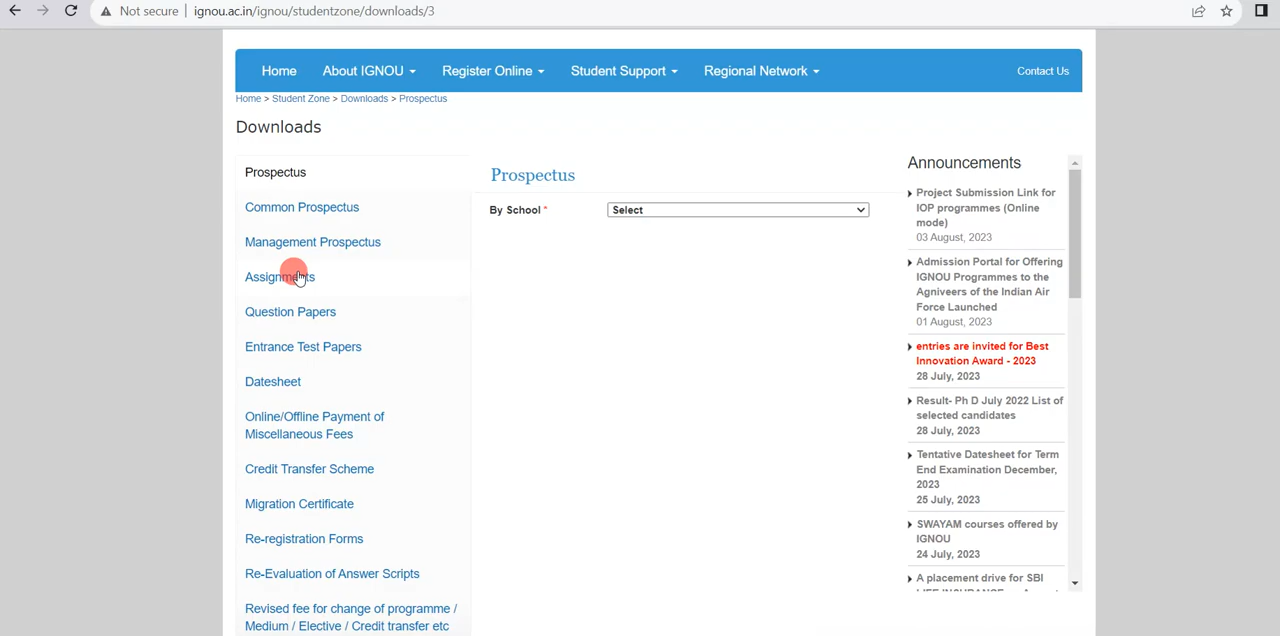 Not secure | ignou.ac.in/ignou/studentzone/downloads/3
Home About IGNOU Register Online Student Support Regional Network Contact Us
Home > Student Zone > Downloads > Prospectus
Downloads
Prospectus
Common Prospectus
Management Prospectus
Assignments
Question Papers
Entrance Test Papers
Datesheet
Online/Offline Payment of
Miscellaneous Fees
Credit Transfer Scheme
Migration Certificate
Re-registration Forms
Re-Evaluation of Answer Scripts
Revised fee for change of programme /
Medium / Elective / Credit transfer etc
Prospectus
By School * Select
Announcements
Project Submission Link for
IOP programmes (Online
mode)
03 August, 2023
Admission Portal for Offering
IGNOU Programmes to the
Agniveers of the Indian Air
Force Launched
01 August, 2023
entries are invited for Best
Innovation Award - 2023
28 July, 2023
Result- Ph D July 2022 List of
selected candidates
28 July, 2023
Tentative Datesheet for Term
End Examination December,
2023
25 July, 2023
SWAYAM courses offered by
IGNOU
24 July, 2023
A placement drive for SBI
LIFE INSURANCE